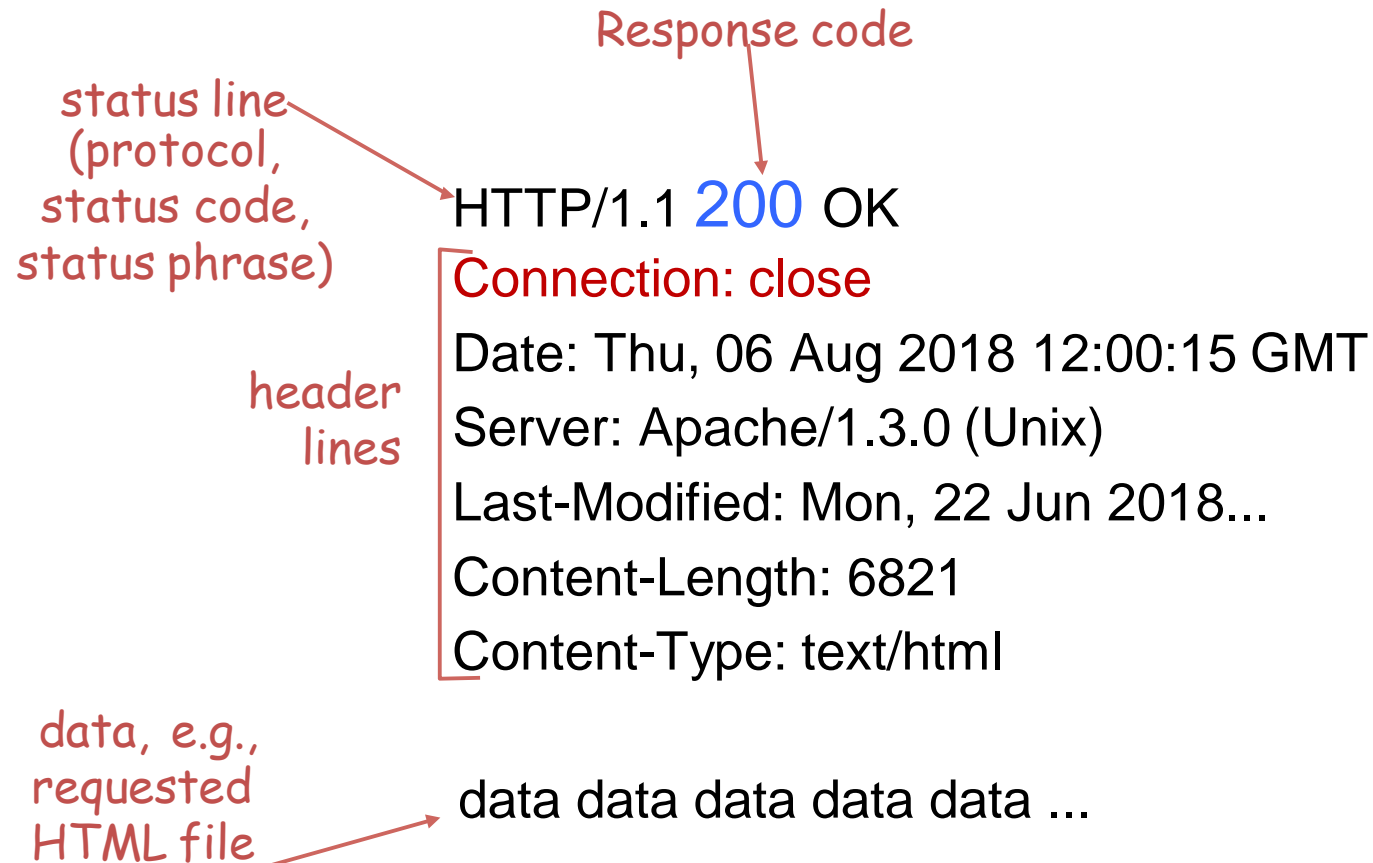 Response code
status line
(protocol,
status code,
status phrase)
HTTP/1.1 200 OK
Connection: close
Date: Thu, 06 Aug 2018 12:00:15 GMT
header
lines
Server: Apache/1.3.0 (Unix)
Last-Modified: Mon, 22 Jun 2018...
Content-Length: 6821
Content-Type: text/html
data, e.g.,
requested
HTML file
data data data data data ...